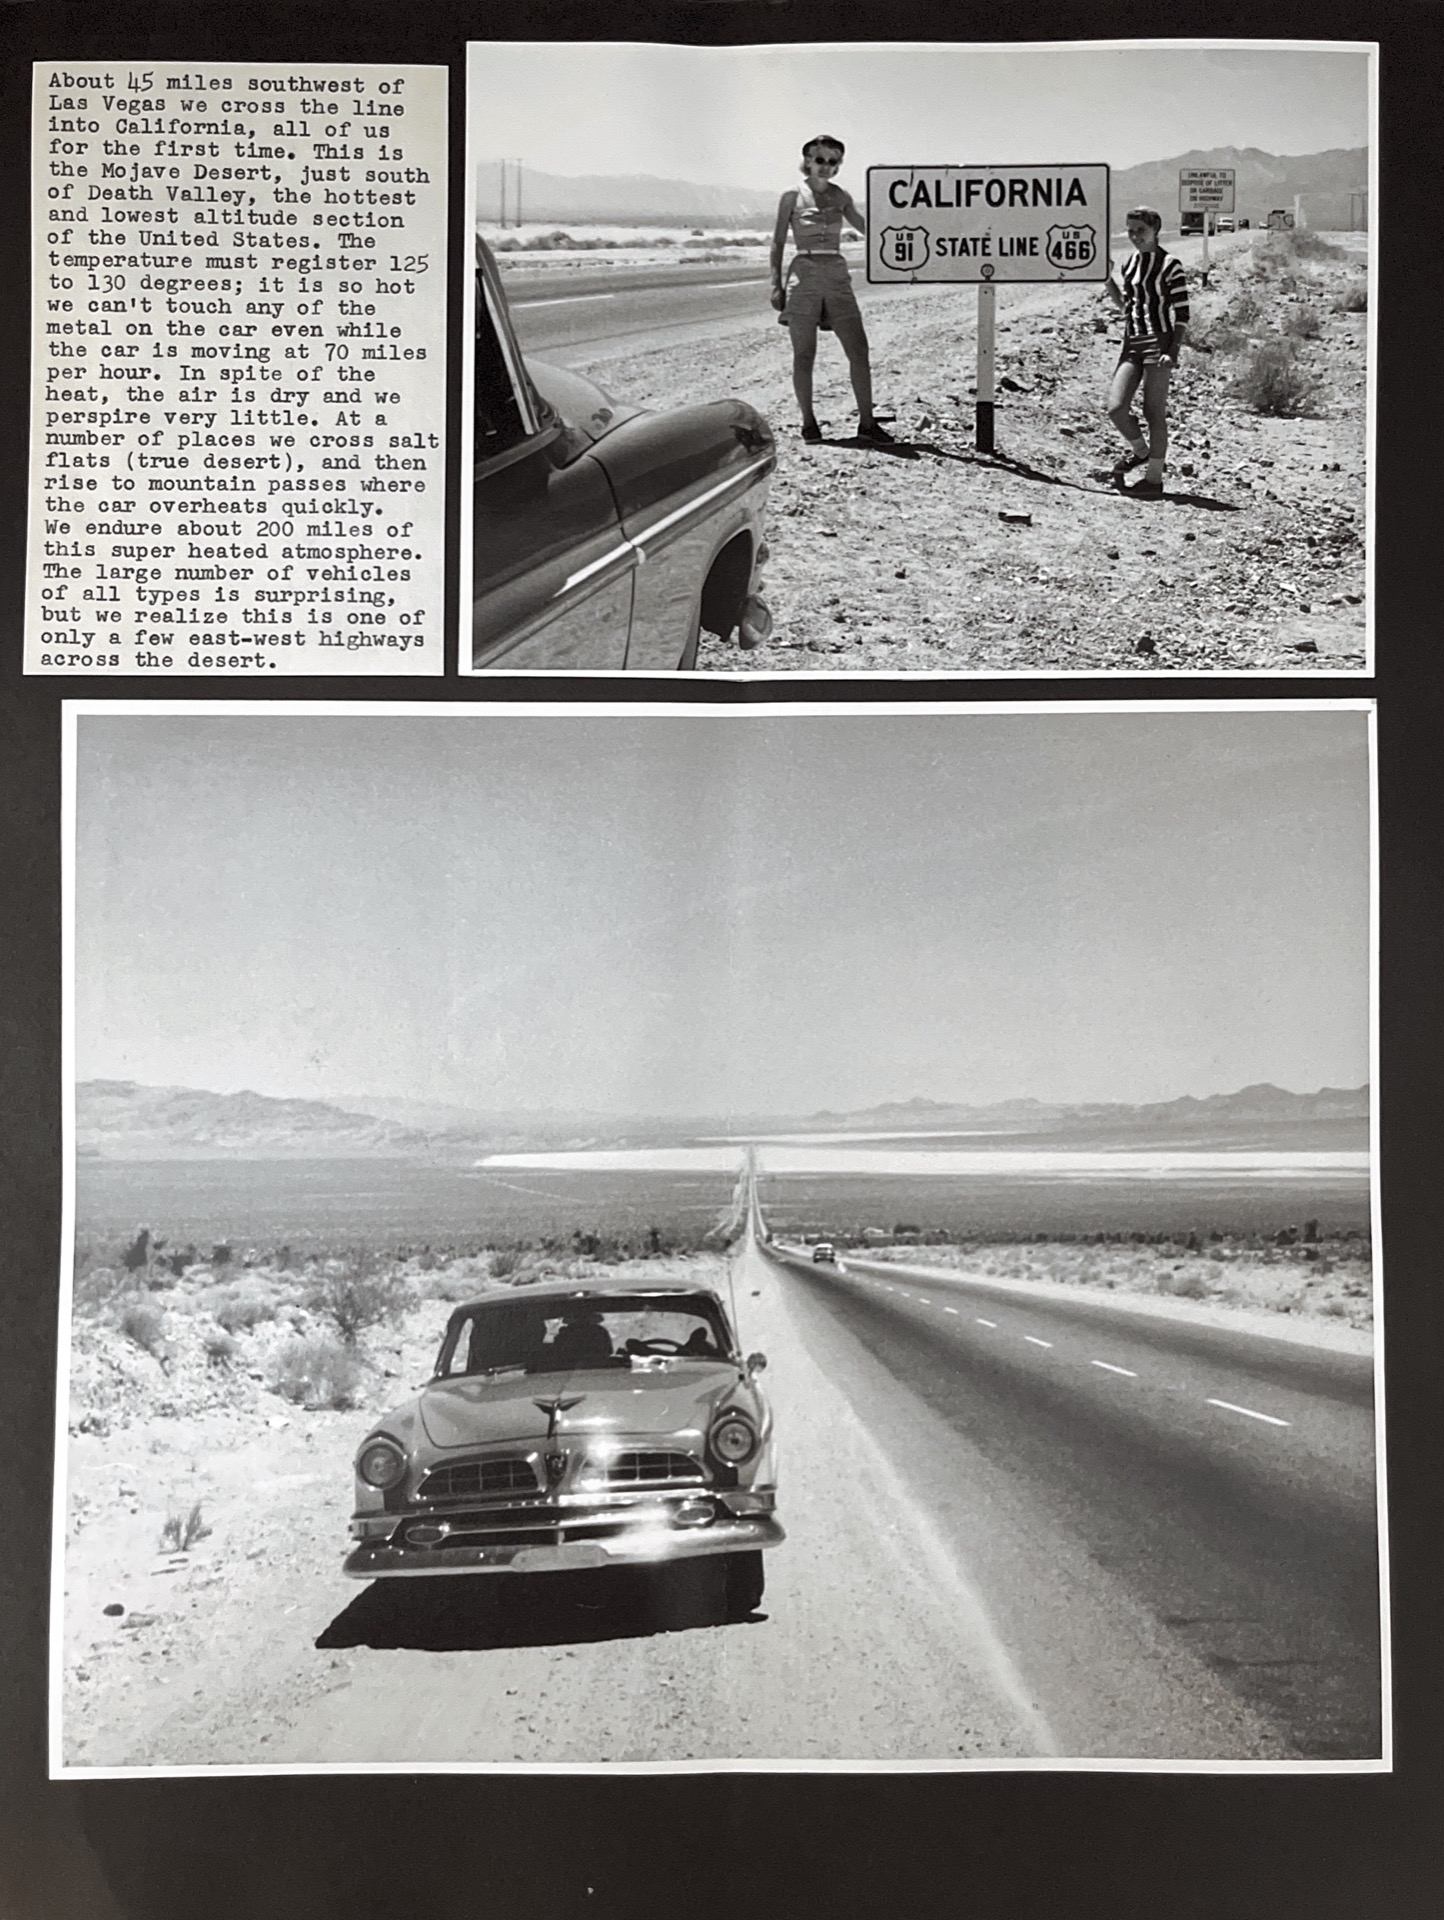 About 45 miles southwest of
Las Vegas we cross the line
into California, all of us
for the first time. This is
the Mojave Desert, just south
of Death Valley, the hottest
and lowest altitude section
of the United States. The
temperature must register 125
to 130 degrees; it is so hot
we can't touch any of the
metal on the car even while
the car is moving at 70 miles
per hour. In spite of the
heat, the air is dry and we
perspire very little. At a
number of places we cross salt
flats (true desert), and then
rise to mountain passes where
the car overheats quickly.
We endure about 200 miles of
this super heated atmosphere.
The large number of vehicles
of all types is surprising,
but we realize this is one of
only a few east-west highways
across the desert.
CALIFORNIA
US 91 STATE LINE US 466
UNLAWFUL TO
DISPOSE OF LITTER
OR GARBAGE
ON HIGHWAY